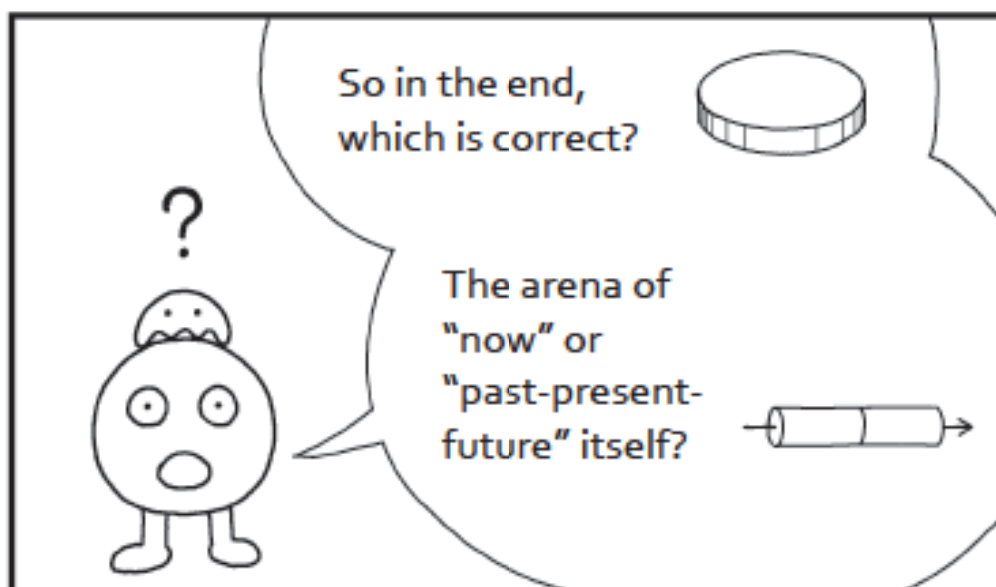 So in the end,
which is correct?
?
The arena of
“now” or
“past-present-
future” itself?